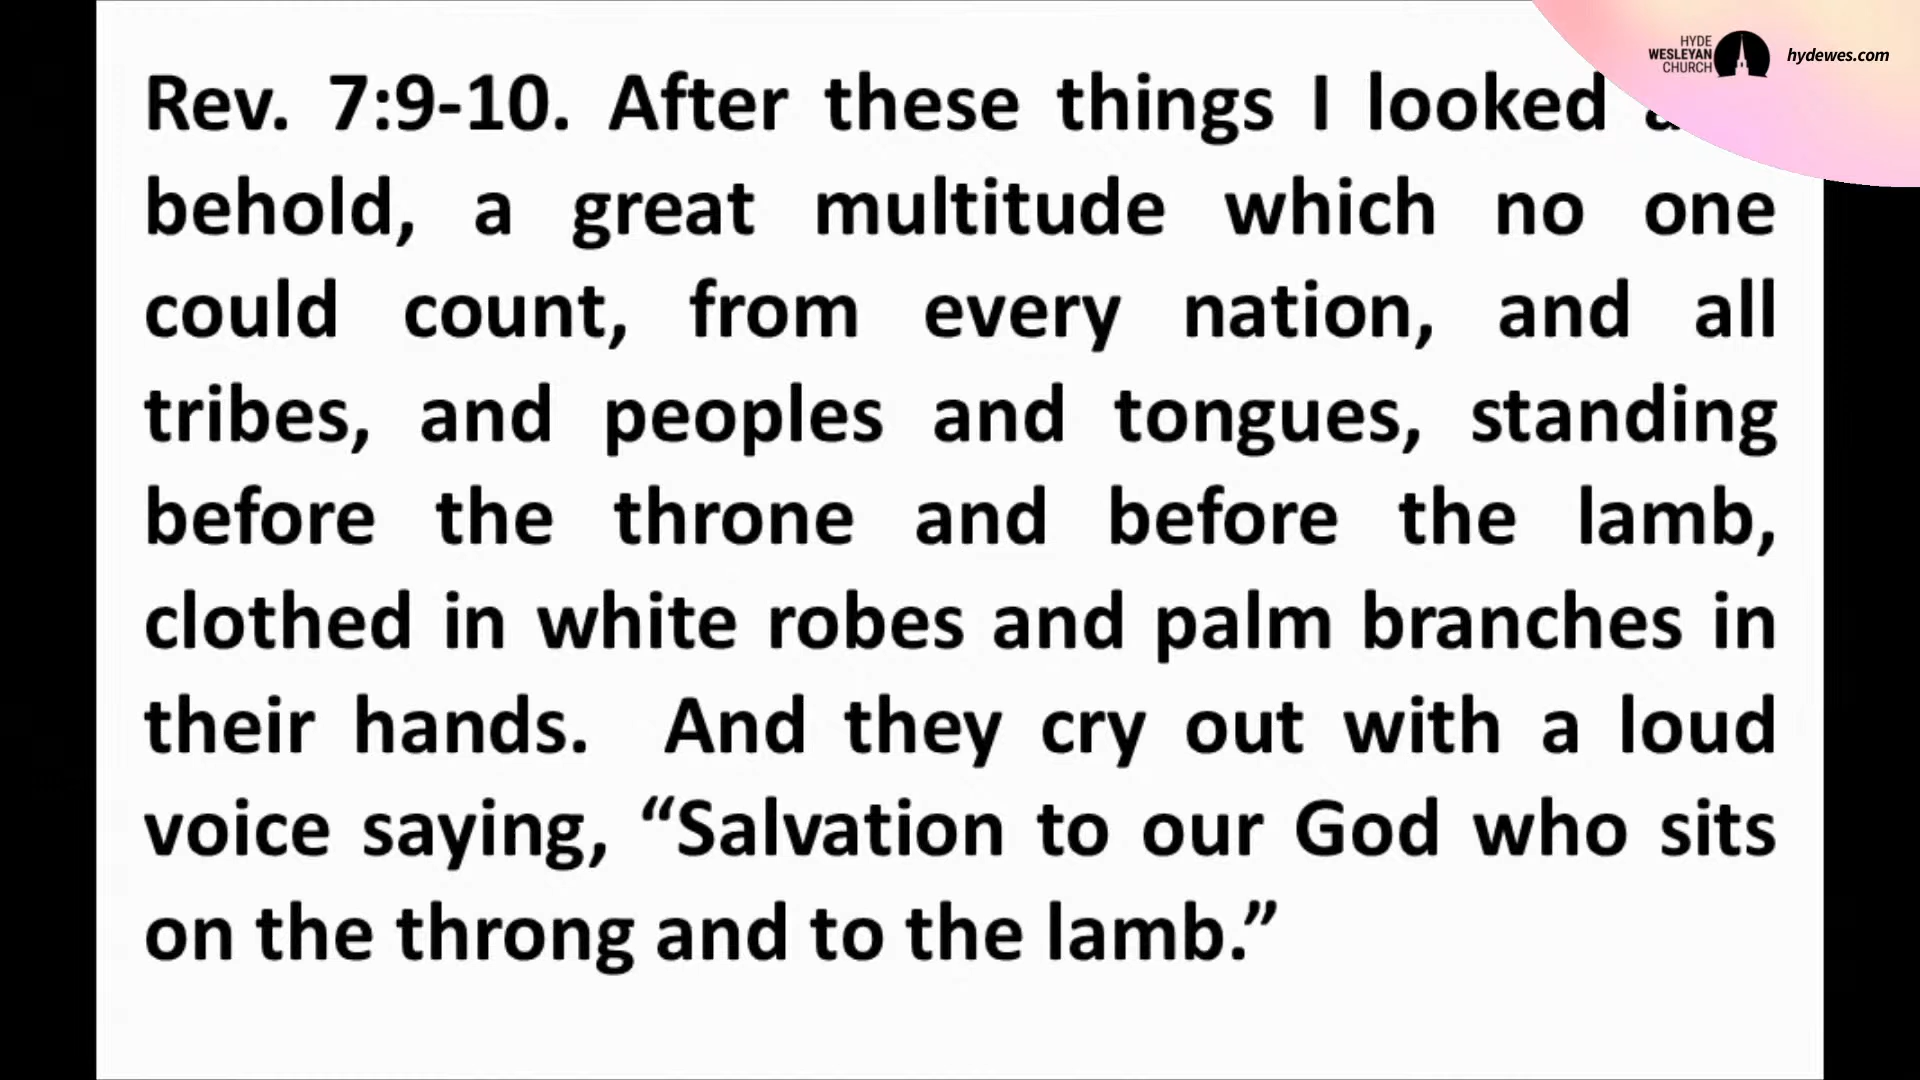 HYDE
WESLEYAN
CHURCH
hydewes.com
Rev. 7:9-10. After these things I looked
behold, a great multitude which no one
could count, from every nation, and all
tribes, and peoples and tongues, standing
before the throne and before the lamb,
clothed in white robes and palm branches in
their hands. And they cry out with a loud
voice saying, “Salvation to our God who sits
on the throng and to the lamb.”